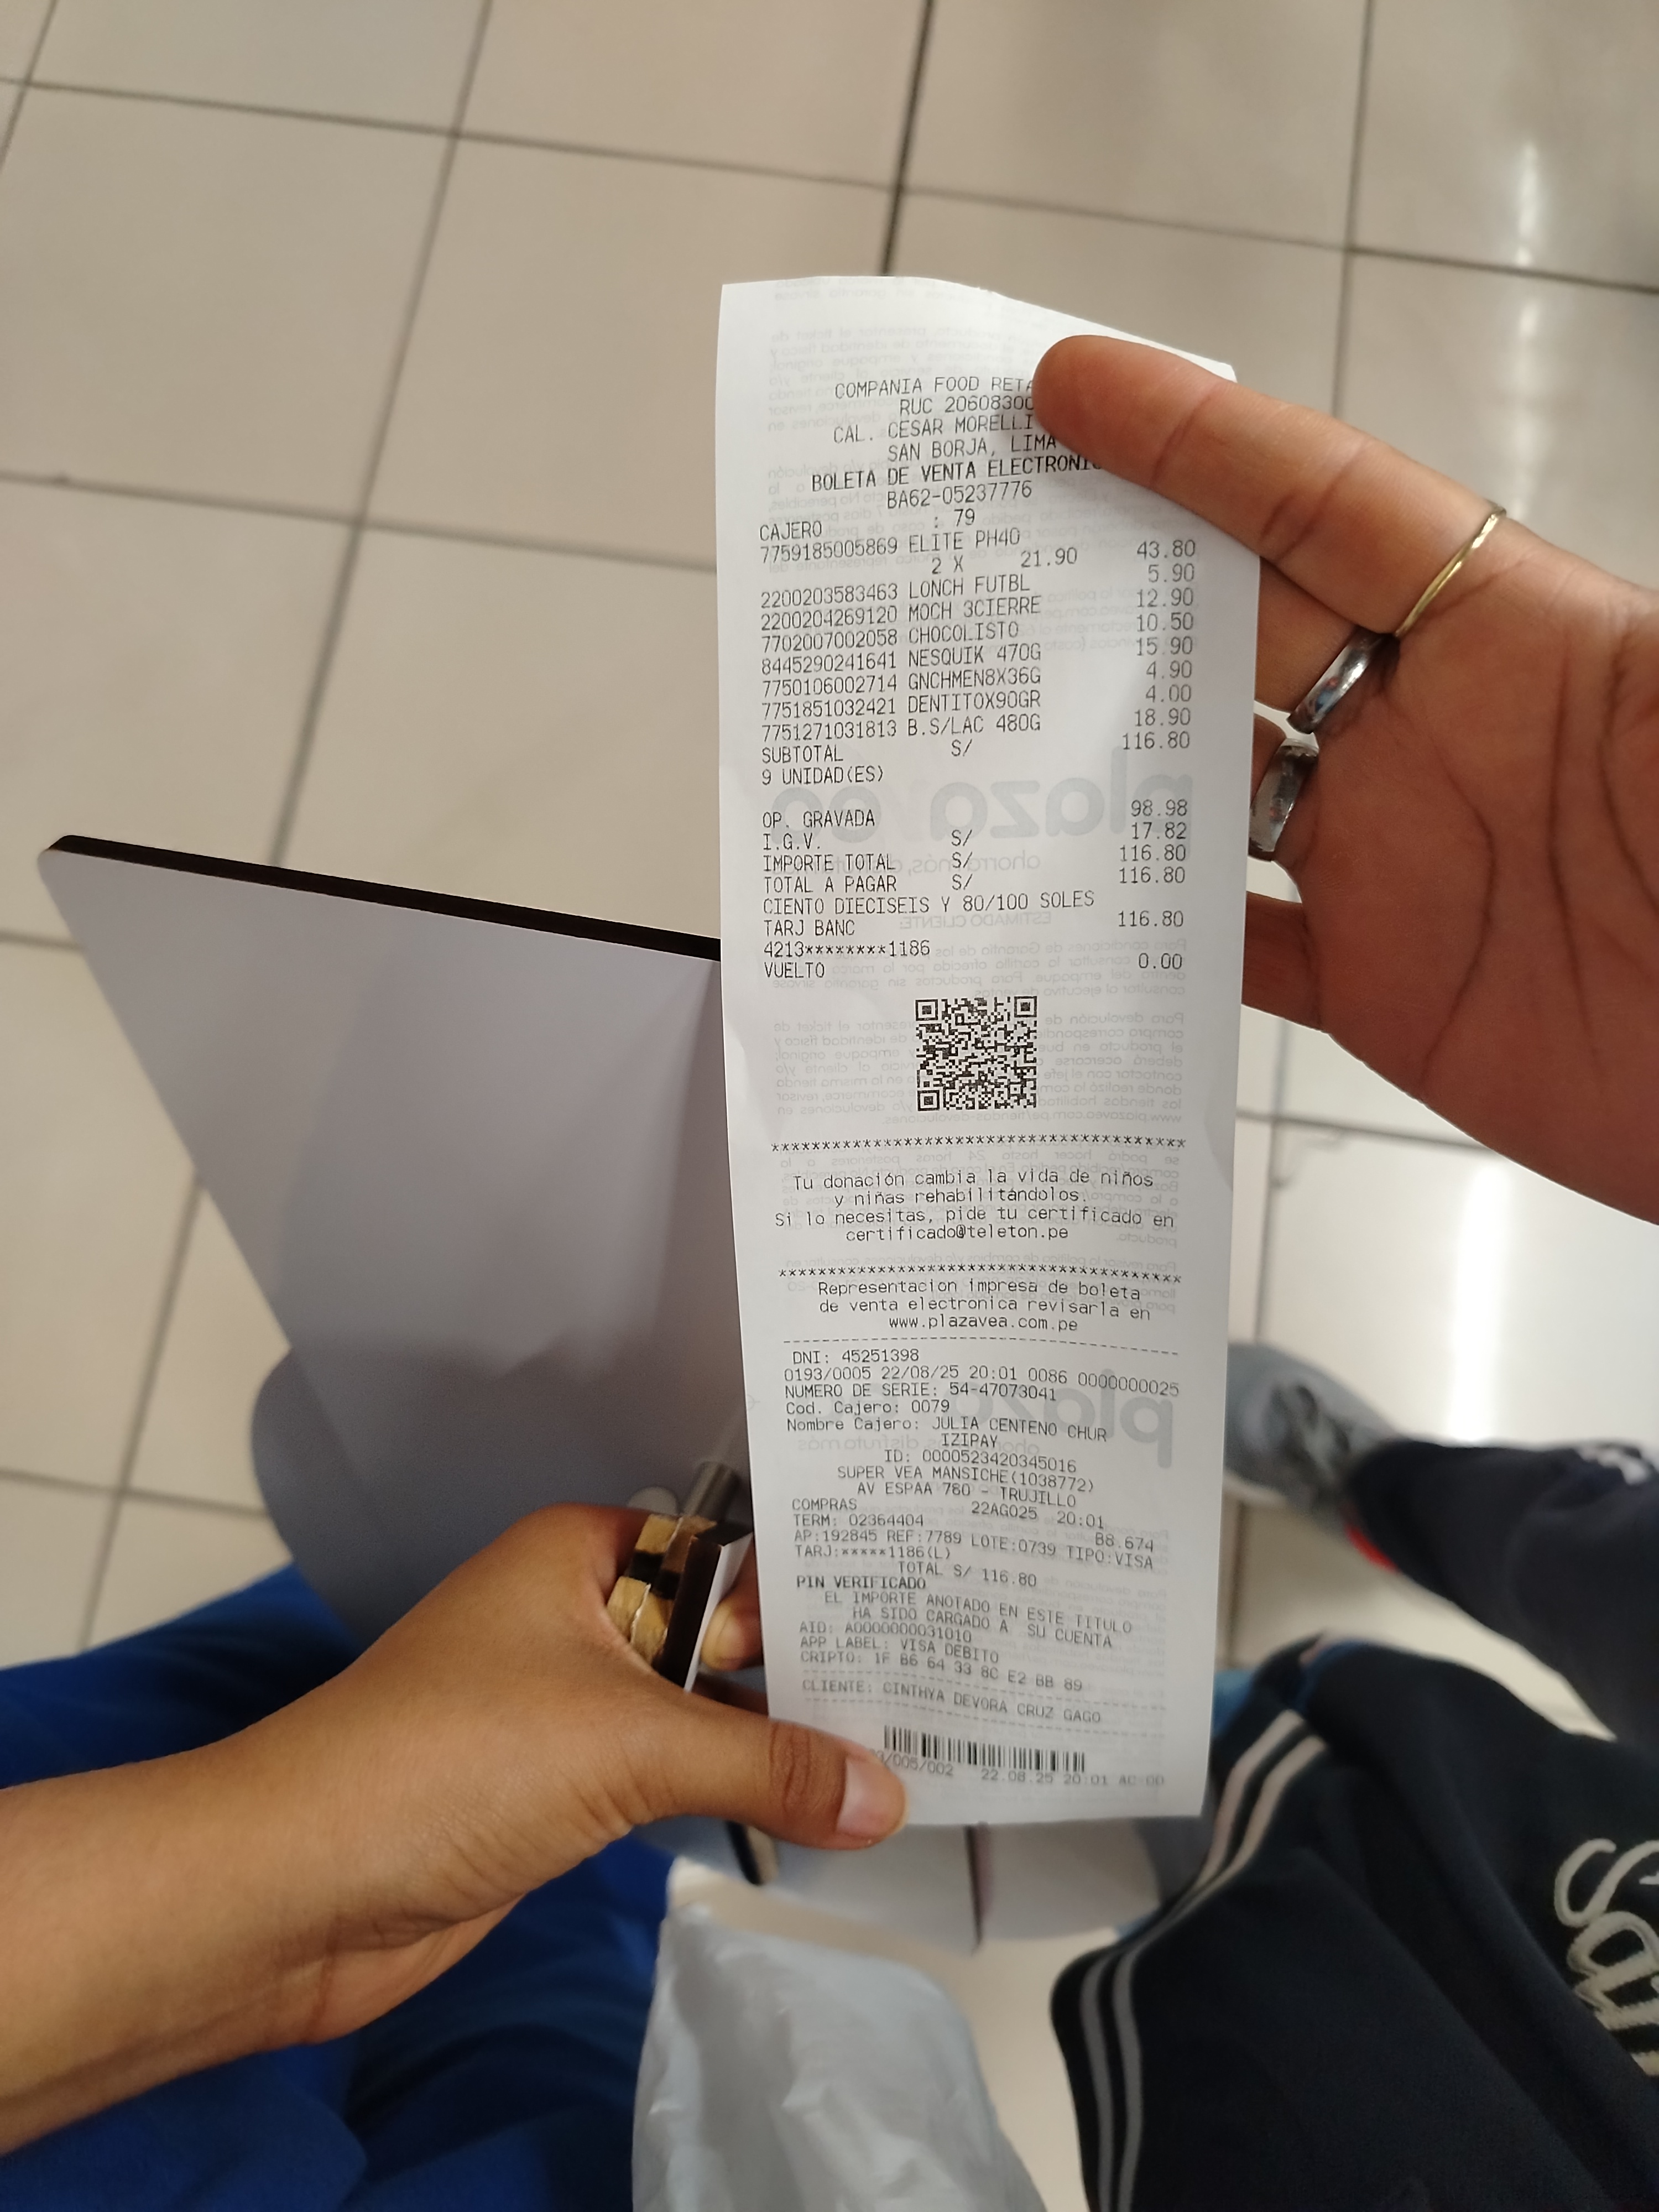 COMPANIA FOOD
RUC
CAL. CESAR MORELLI
SAN BORJA, LIMA
BOLETA DE VENTA
BA62-05237776
CAJERO : 79
7759185005869 ELITE PH40
2 X 21.90 43.80
2200203583463 LONCH FUTBL 5.90
2200204269120 MOCH 3CIERRE 12.90
7702007002058 CHOCOLISTO 10.50
8445290241641 NESQUIK 470G 15.90
7750106002714 GNCHMEN8X36G 4.90
7751851032421 DENTITOX90GR 4.00
7751271031813 B.S/LAC 480G 18.90
SUBTOTAL S/ 116.80
9 UNIDAD(ES)
OP. GRAVADA 98.98
I.G.V. S/ 17.82
IMPORTE TOTAL S/ 116.80
TOTAL A PAGAR S/ 116.80
CIENTO DIECISEIS Y 80/100 SOLES
TARJ BANC 116.80
4213********1186
VUELTO 0.00
****************************************
Tu donación cambia la vida de niños
y niñas rehabilitándolos.
Si lo necesitas, pide tu certificado en
certificado@teleton.pe
****************************************
Representacion impresa de boleta
de venta electronica revisarla en
www.plazavea.com.pe
DNI: 45251398
0193/0005 22/08/25 20:01 0086 0000000025
NUMERO DE SERIE: 54-47073041
Cod. Cajero: 0079
Nombre Cajero: JULIA CENTENO CHUR
IZIPAY
ID: 0000523420345016
SUPER VEA MANSICHE(1038772)
AV ESPAA 760 - TRUJILLO
COMPRAS 22AGO25 20:01
TERM: 02364404 B8.674
AP:192845 REF:7789 LOTE:0739 TIPO:VISA
TARJ:*****1186(L)
TOTAL S/ 116.80
PIN VERIFICADO
EL IMPORTE ANOTADO EN ESTE TITULO
HA SIDO CARGADO A SU CUENTA
AID: A0000000031010
APP LABEL: VISA DEBITO
CRIPTO: 1F B6 64 33 8C E2 BB 89
CLIENTE: CINTHYA DEVORA CRUZ GAGO
22.08.25 20:01 AC-00